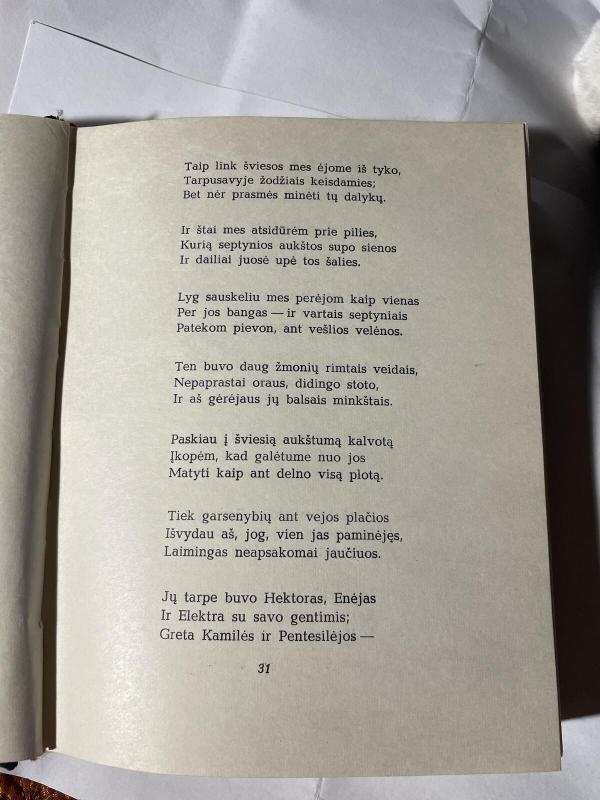 Taip link šviesos mes ėjome iš tyko,
Tarpusavyje žodžiais keisdamies;
Bet nėr prasmės minėti tų dalykų.
Ir štai mes atsidūrėm prie pilies,
Kurią septynios aukštos supo sienos
Ir dailiai juosė upė tos šalies.
Lyg sauskeliu mes perėjom kaip vienas
Per jos bangas — ir vartais septyniais
Patekom pievon, ant vešlios velėnos.
Ten buvo daug žmonių rimtais veidais,
Nepaprastai oraus, didingo stoto,
Ir aš gėrėjaus jų balsais minkštais.
Paskiau į šviesią aukštumą kalvotą
Įkopėm, kad galėtume nuo jos
Matyti kaip ant delno visą plotą.
Tiek garsenybių ant vejos plačios
Išvydau aš, jog, vien jas paminėjęs,
Laimingas neapsakomai jaučiuos.
Jų tarpe buvo Hektoras, Enėjas
Ir Elektra su savo gentimis;
Greta Kamilės ir Pentesilėjos —
31